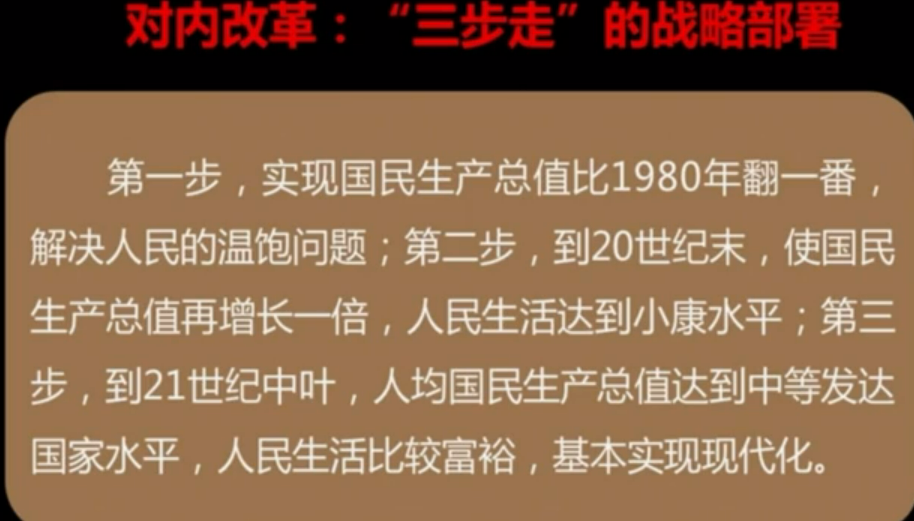 对内改革：“三步走”的战略部署
第一步，实现国民生产总值比1980年翻一番，
解决人民的温饱问题；第二步，到20世纪末，使国民
生产总值再增长一倍，人民生活达到小康水平；第三
步，到21世纪中叶，人均国民生产总值达到中等发达
国家水平，人民生活比较富裕，基本实现现代化。